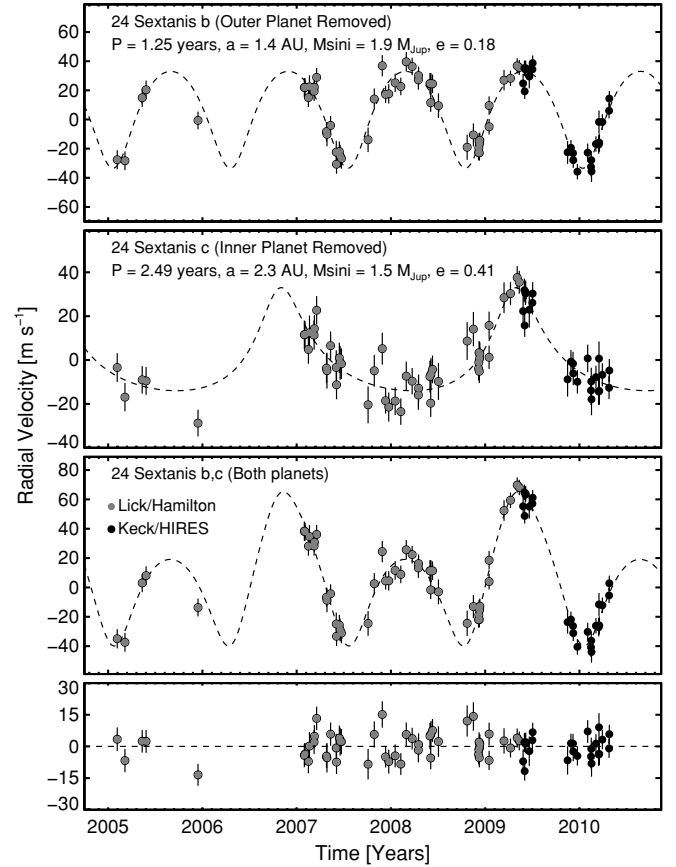 24 Sextanis b (Outer Planet Removed)
P = 1.25 years, a = 1.4 AU, Msini = 1.9 M_Jup, e = 0.18
60
40
20
0
−20
−40
−60
24 Sextanis c (Inner Planet Removed)
P = 2.49 years, a = 2.3 AU, Msini = 1.5 M_Jup, e = 0.41
40
20
0
−20
−40
Radial Velocity [m s⁻¹]
24 Sextanis b,c (Both planets)
Lick/Hamilton
Keck/HIRES
80
60
40
20
0
−20
−40
30
15
0
−15
−30
2005 2006 2007 2008 2009 2010
Time [Years]